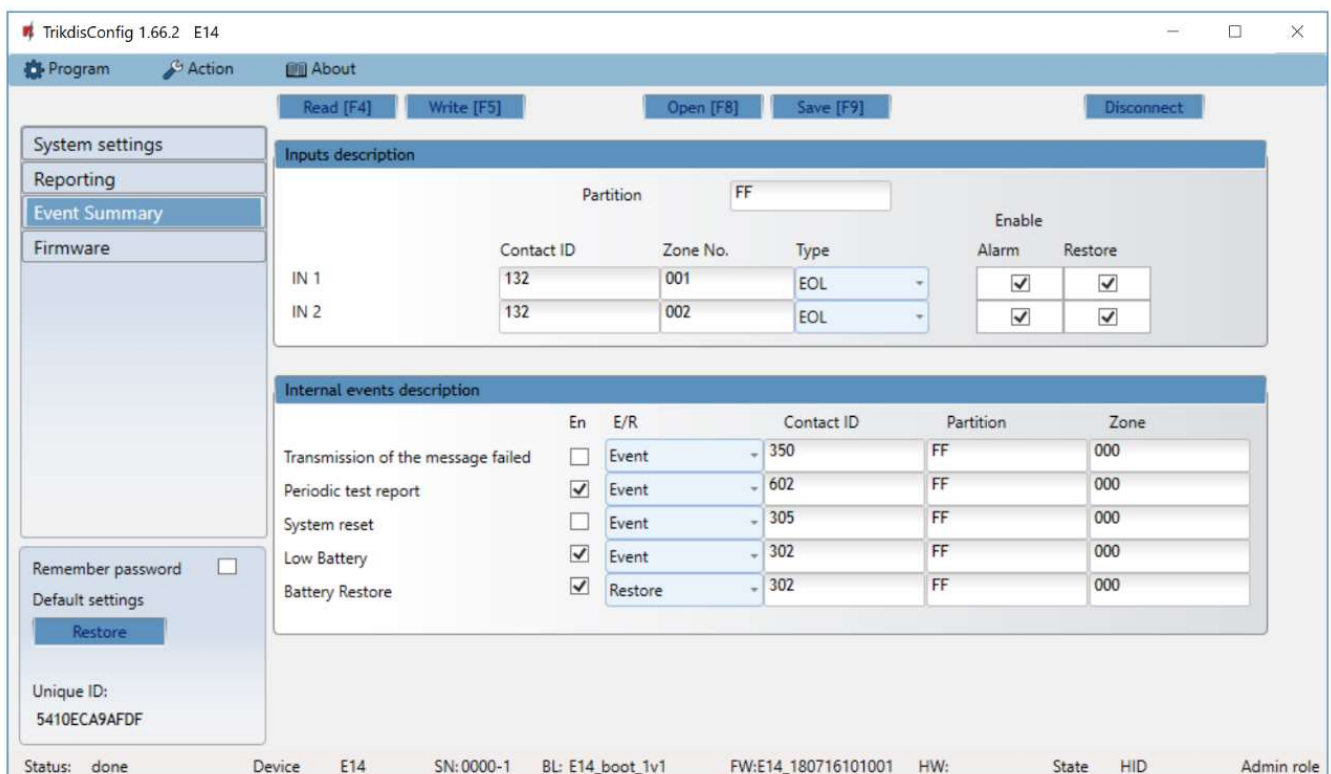 TrikdisConfig 1.66.2 E14
Program Action About
Read [F4] Write [F5] Open [F8] Save [F9] Disconnect
System settings
Reporting
Event Summary
Firmware
Inputs description
Partition FF
Enable
Contact ID Zone No. Type Alarm Restore
IN 1 132 001 EOL
IN 2 132 002 EOL
Internal events description
En E/R Contact ID Partition Zone
Transmission of the message failed Event 350 FF 000
Periodic test report Event 602 FF 000
System reset Event 305 FF 000
Low Battery Event 302 FF 000
Battery Restore Restore 302 FF 000
Remember password
Default settings
Restore
Unique ID:
5410ECA9AFDF
Status: done Device E14 SN: 0000-1 BL: E14_boot_1v1 FW:E14_180716101001 HW: State HID Admin role